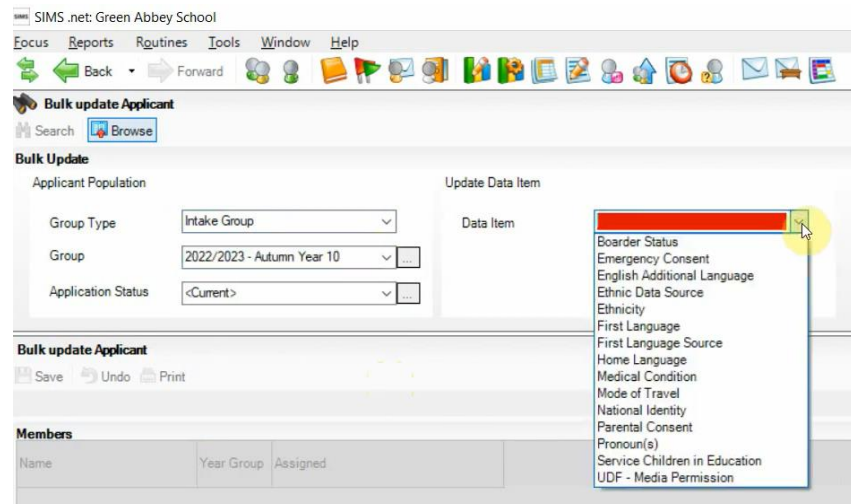 SIMS SIMS .net: Green Abbey School
Focus Reports Routines Tools Window Help
Back Forward
Bulk update Applicant
Search Browse
Bulk Update
Applicant Population Update Data Item
Group Type Intake Group Data Item
Group 2022/2023 - Autumn Year 10 ...
Application Status <Current> ...
Boarder Status
Emergency Consent
English Additional Language
Ethnic Data Source
Ethnicity
First Language
First Language Source
Home Language
Medical Condition
Mode of Travel
National Identity
Parental Consent
Pronoun(s)
Service Children in Education
UDF - Media Permission
Bulk update Applicant
Save Undo Print
Members
Name Year Group Assigned